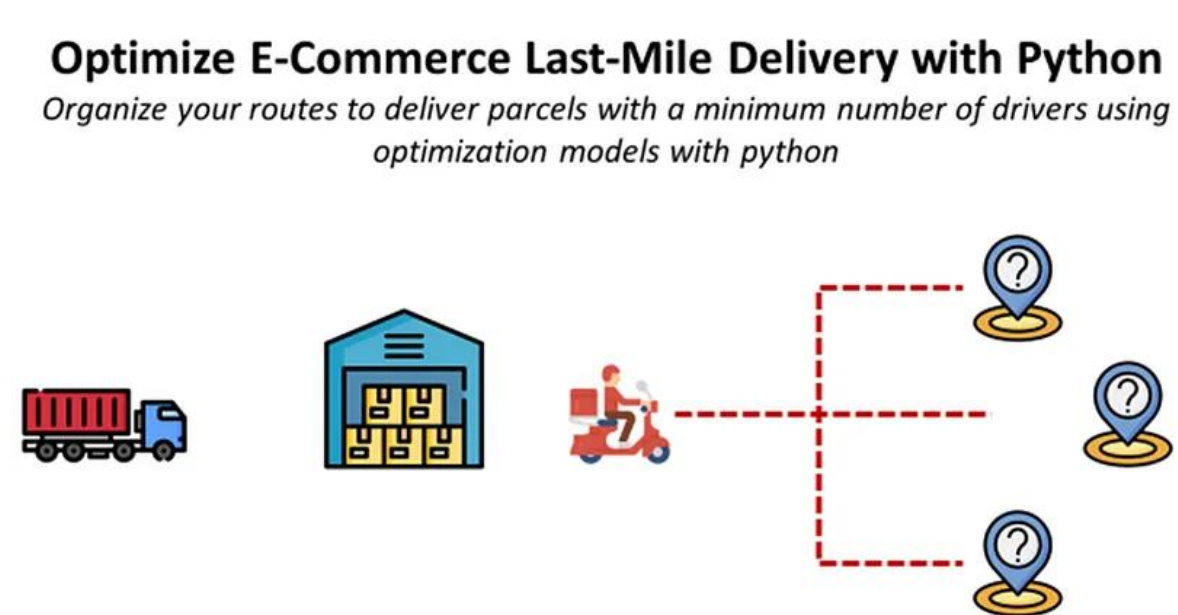 Optimize E-Commerce Last-Mile Delivery with Python
Organize your routes to deliver parcels with a minimum number of drivers using
optimization models with python
?
?
?